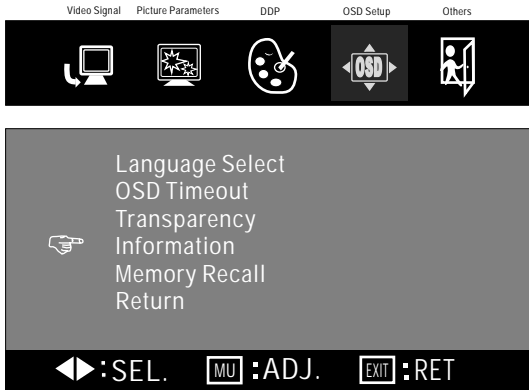 Video Signal Picture Parameters DDP OSD Setup Others
OSD
Language Select
OSD Timeout
Transparency
Information
Memory Recall
Return
:SEL. MU :ADJ. EXIT :RET